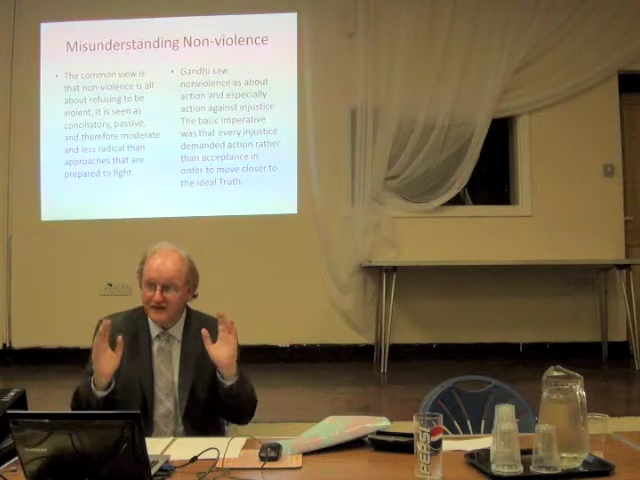 Misunderstanding Non-violence
• The common view is
that non-violence is all
about refusing to be
violent. It is seen as
conciliatory, passive,
and therefore moderate
and less radical than
approaches that are
prepared to fight.
• Gandhi saw
nonviolence as about
action and especially
action against injustice.
The basic imperative
was that every injustice
demanded action rather
than acceptance in
order to move closer to
the ideal Truth.
SAMSUNG
PEPSI